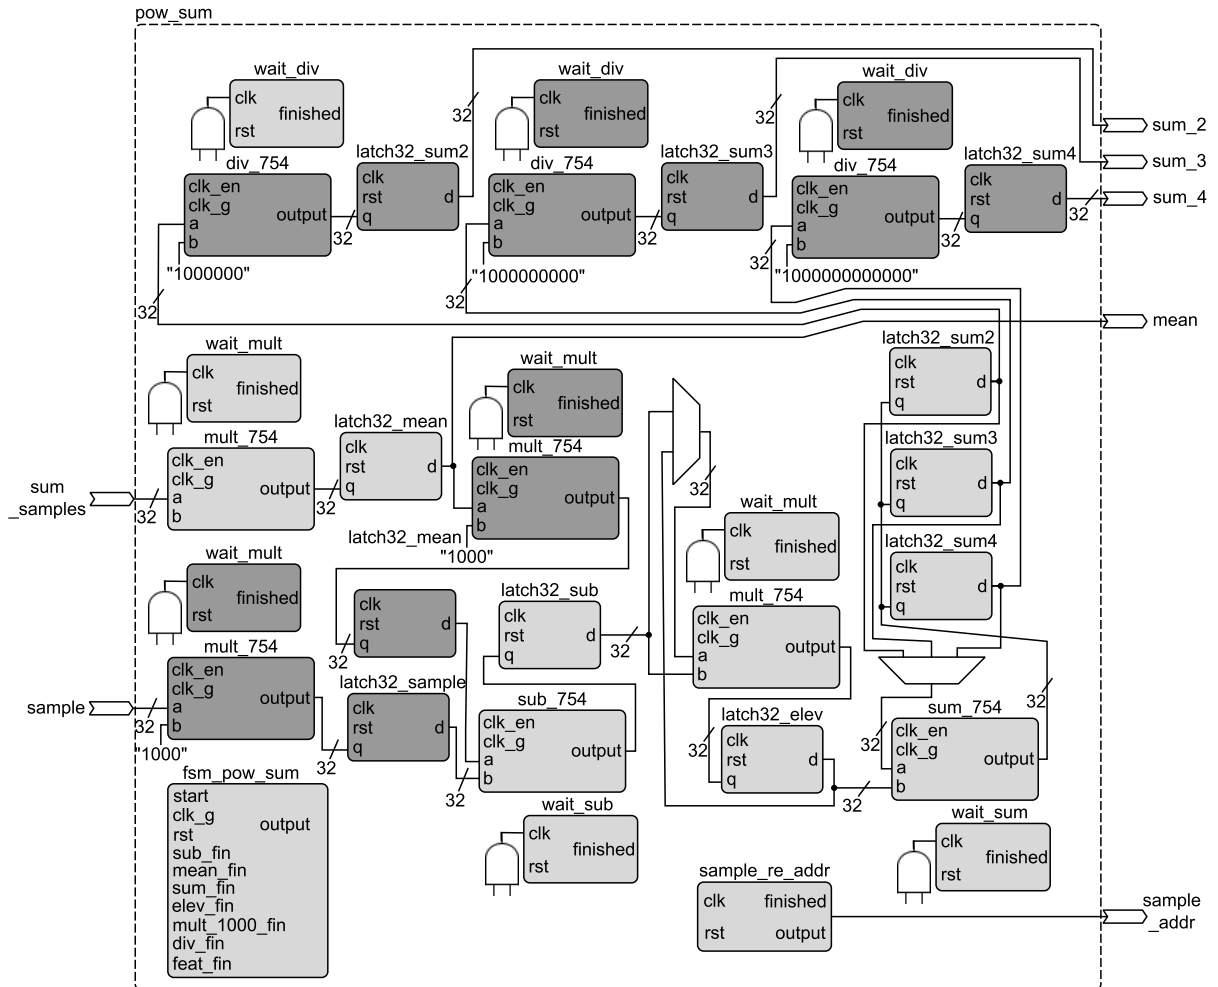 pow_sum
wait_div
clk
finished
rst
wait_div
clk
finished
rst
wait_div
clk
finished
rst
32
32
32
sum_2
sum_3
sum_4
div_754
clk_en
clk_g
a
b
output
32
"1000000"
32
latch32_sum2
clk
rst
q
d
div_754
clk_en
clk_g
a
b
output
32
"1000000000"
32
latch32_sum3
clk
rst
q
d
div_754
clk_en
clk_g
a
b
output
32
"1000000000000"
32
latch32_sum4
clk
rst
q
d
mean
wait_mult
clk
finished
rst
mult_754
clk_en
clk_g
a
b
output
32
32
sum
_samples
latch32_mean
clk
rst
q
d
wait_mult
clk
finished
rst
mult_754
clk_en
clk_g
a
b
output
latch32_mean
"1000"
32
latch32_sum2
clk
rst
q
d
latch32_sum3
clk
rst
q
d
latch32_sum4
clk
rst
q
d
wait_mult
clk
finished
rst
mult_754
clk_en
clk_g
a
b
output
sample
32
"1000"
32
clk
rst
q
d
32
latch32_sample
clk
rst
q
d
latch32_sub
clk
rst
q
d
32
sub_754
clk_en
clk_g
a
b
output
32
wait_sub
clk
finished
rst
wait_mult
clk
finished
rst
mult_754
clk_en
clk_g
a
b
output
latch32_elev
clk
rst
q
d
32
32
sum_754
clk_en
clk_g
a
b
output
32
32
wait_sum
clk
finished
rst
fsm_pow_sum
start
clk_g
rst
sub_fin
mean_fin
sum_fin
elev_fin
mult_1000_fin
div_fin
feat_fin
output
sample_re_addr
clk
finished
rst
output
sample
_addr